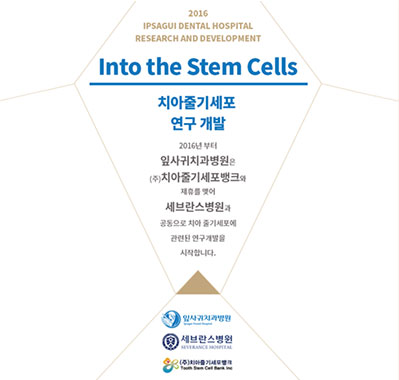 2016
IPSAGUI DENTAL HOSPITAL
RESEARCH AND DEVELOPMENT
Into the Stem Cells
치아줄기세포
연구 개발
2016년 부터
잎사귀치과병원은
(주)치아줄기세포뱅크와
제휴를 맺어
세브란스병원과
공동으로 치아 줄기세포에
관련된 연구개발을
시작합니다.
잎사귀치과병원
Ipsagui Dental Hospital
세브란스병원
SEVERANCE HOSPITAL
(주)치아줄기세포뱅크
Tooth Stem Cell Bank Inc